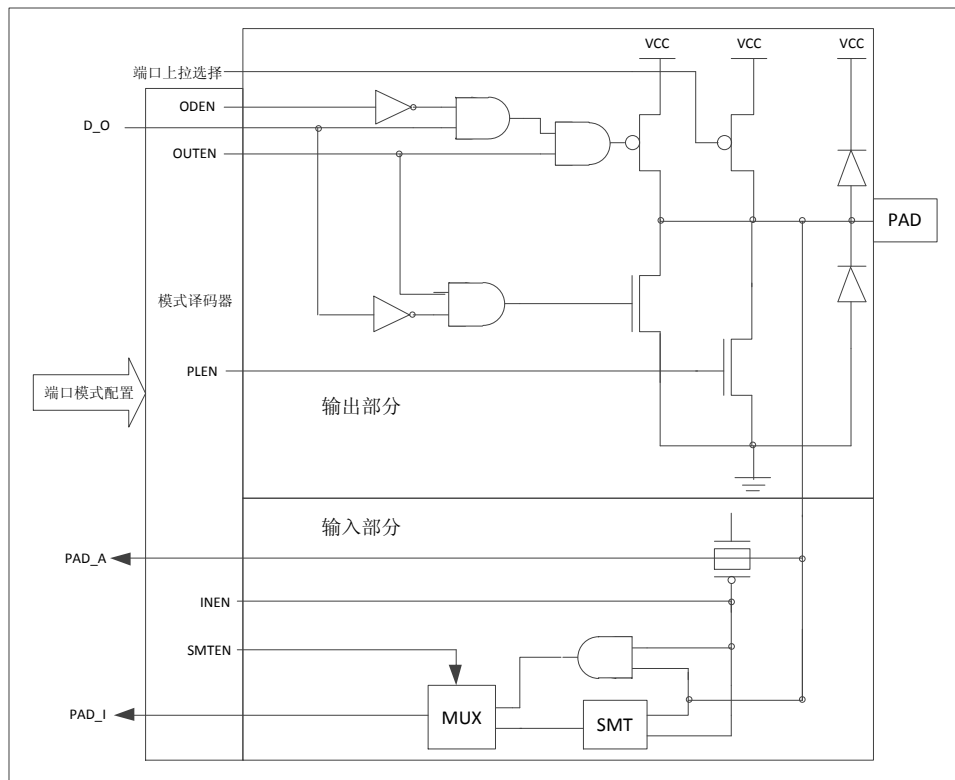 VCC
VCC
VCC
端口上拉选择
ODEN
D_O
OUTEN
PAD
模式译码器
PLEN
端口模式配置
输出部分
输入部分
PAD_A
INEN
SMTEN
PAD_I
MUX
SMT